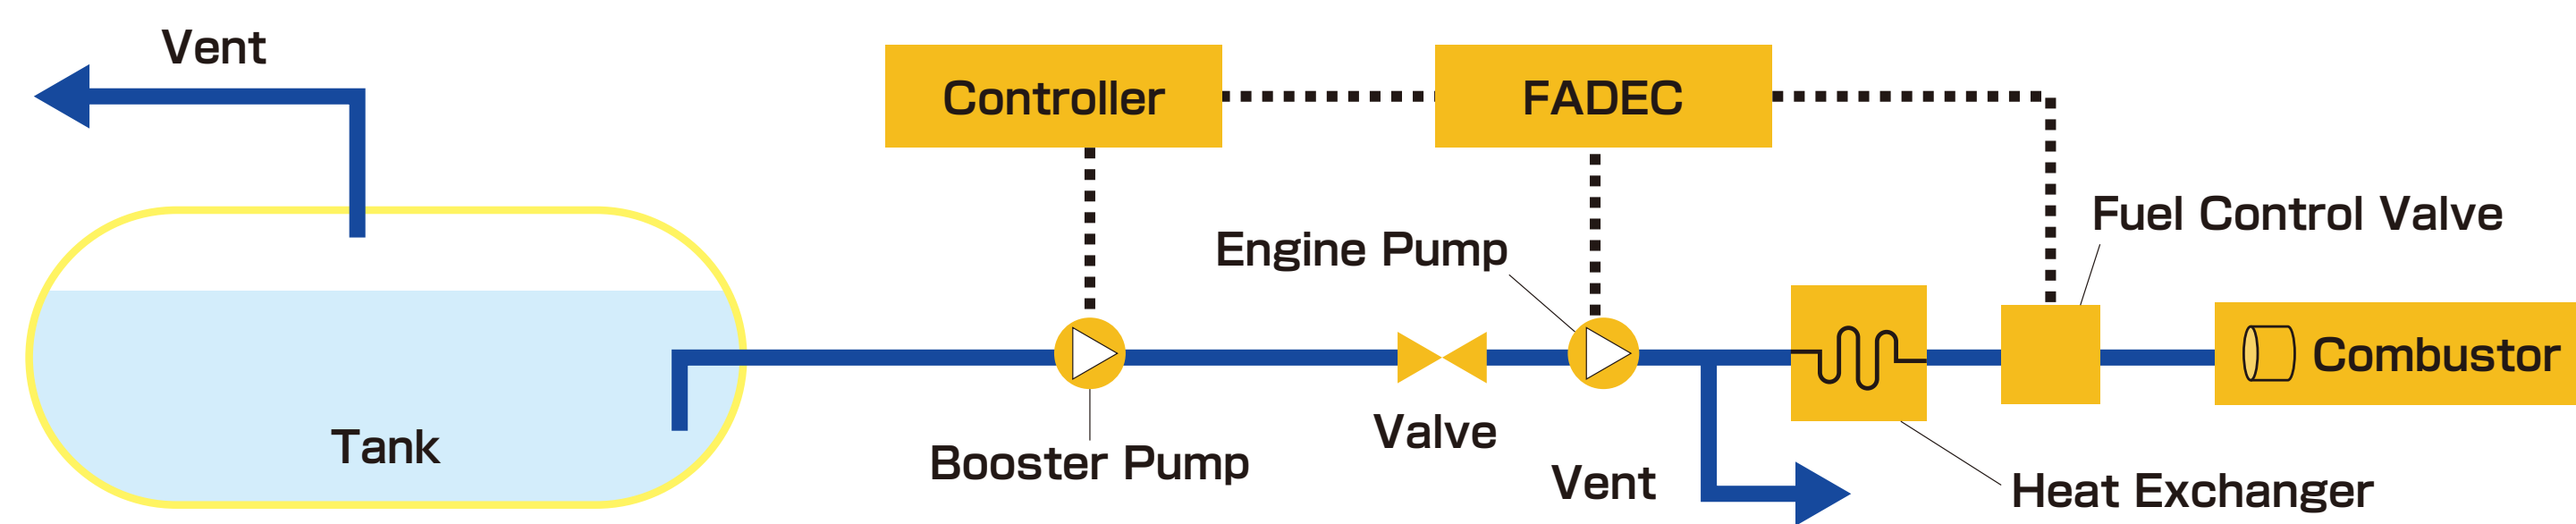 Vent
Controller
FADEC
Fuel Control Valve
Engine Pump
Combustor
Tank
Booster Pump
Valve
Vent
Heat Exchanger